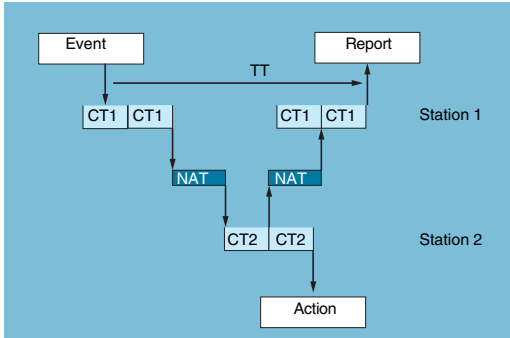 Event
Report
TT
CT1 CT1
CT1 CT1
Station 1
NAT
NAT
CT2 CT2
Station 2
Action